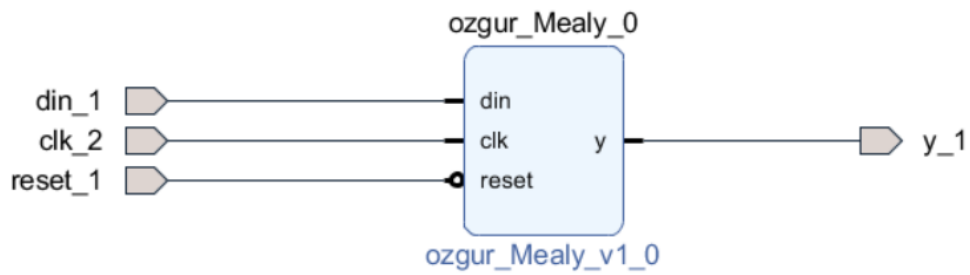 ozgur_Mealy_0
din_1
din
clk_2
clk
y
y_1
reset_1
reset
ozgur_Mealy_v1_0